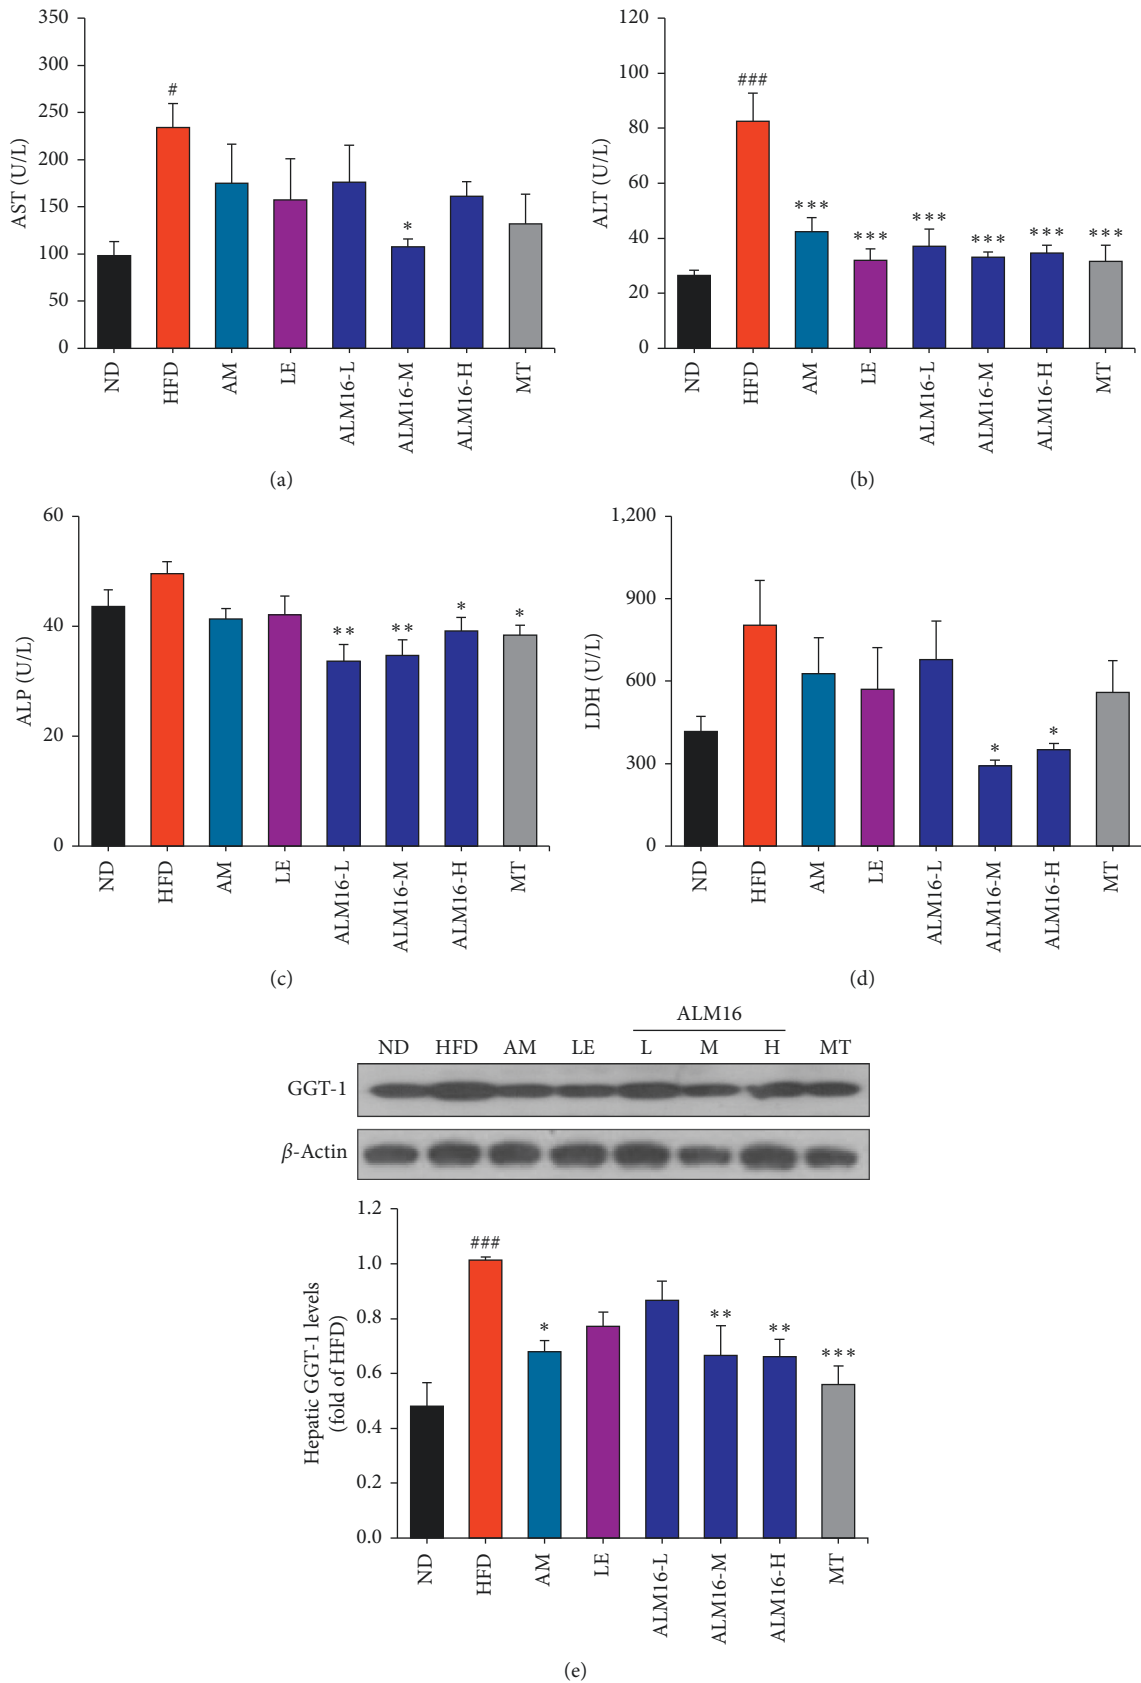 350
300
250
200
150
100
50
0
AST (U/L)
#
*
ND
HFD
AM
LE
ALM16-L
ALM16-M
ALM16-H
MT
(a)
120
100
80
60
40
20
0
ALT (U/L)
###
***
***
***
***
***
***
ND
HFD
AM
LE
ALM16-L
ALM16-M
ALM16-H
MT
(b)
60
40
20
0
ALP (U/L)
**
**
*
*
ND
HFD
AM
LE
ALM16-L
ALM16-M
ALM16-H
MT
(c)
1,200
900
600
300
0
LDH (U/L)
*
*
ND
HFD
AM
LE
ALM16-L
ALM16-M
ALM16-H
MT
(d)
ALM16
ND HFD AM LE L M H MT
GGT-1
β-Actin
1.2
1.0
0.8
0.6
0.4
0.2
0.0
Hepatic GGT-1 levels
(fold of HFD)
###
*
**
**
***
ND
HFD
AM
LE
ALM16-L
ALM16-M
ALM16-H
MT
(e)